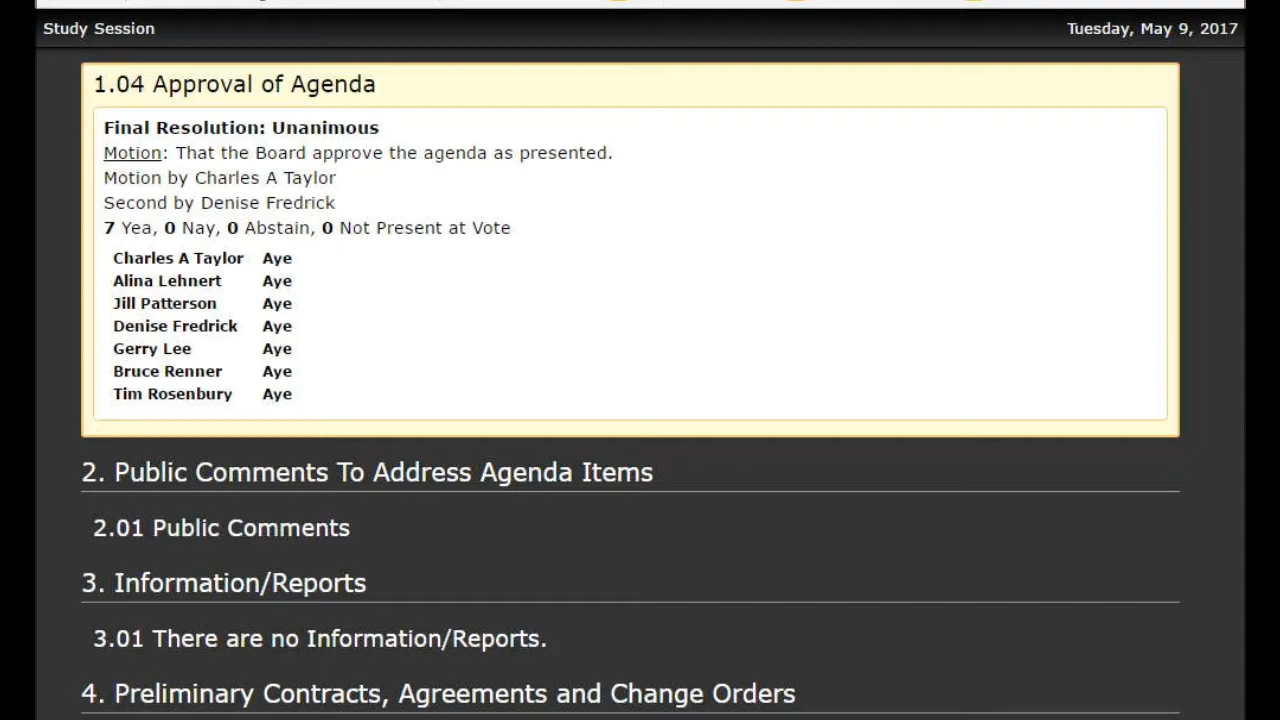 Study Session Tuesday, May 9, 2017
1.04 Approval of Agenda
Final Resolution: Unanimous
Motion: That the Board approve the agenda as presented.
Motion by Charles A Taylor
Second by Denise Fredrick
7 Yea, 0 Nay, 0 Abstain, 0 Not Present at Vote
Charles A Taylor Aye
Alina Lehnert Aye
Jill Patterson Aye
Denise Fredrick Aye
Gerry Lee Aye
Bruce Renner Aye
Tim Rosenbury Aye
2. Public Comments To Address Agenda Items
2.01 Public Comments
3. Information/Reports
3.01 There are no Information/Reports.
4. Preliminary Contracts, Agreements and Change Orders